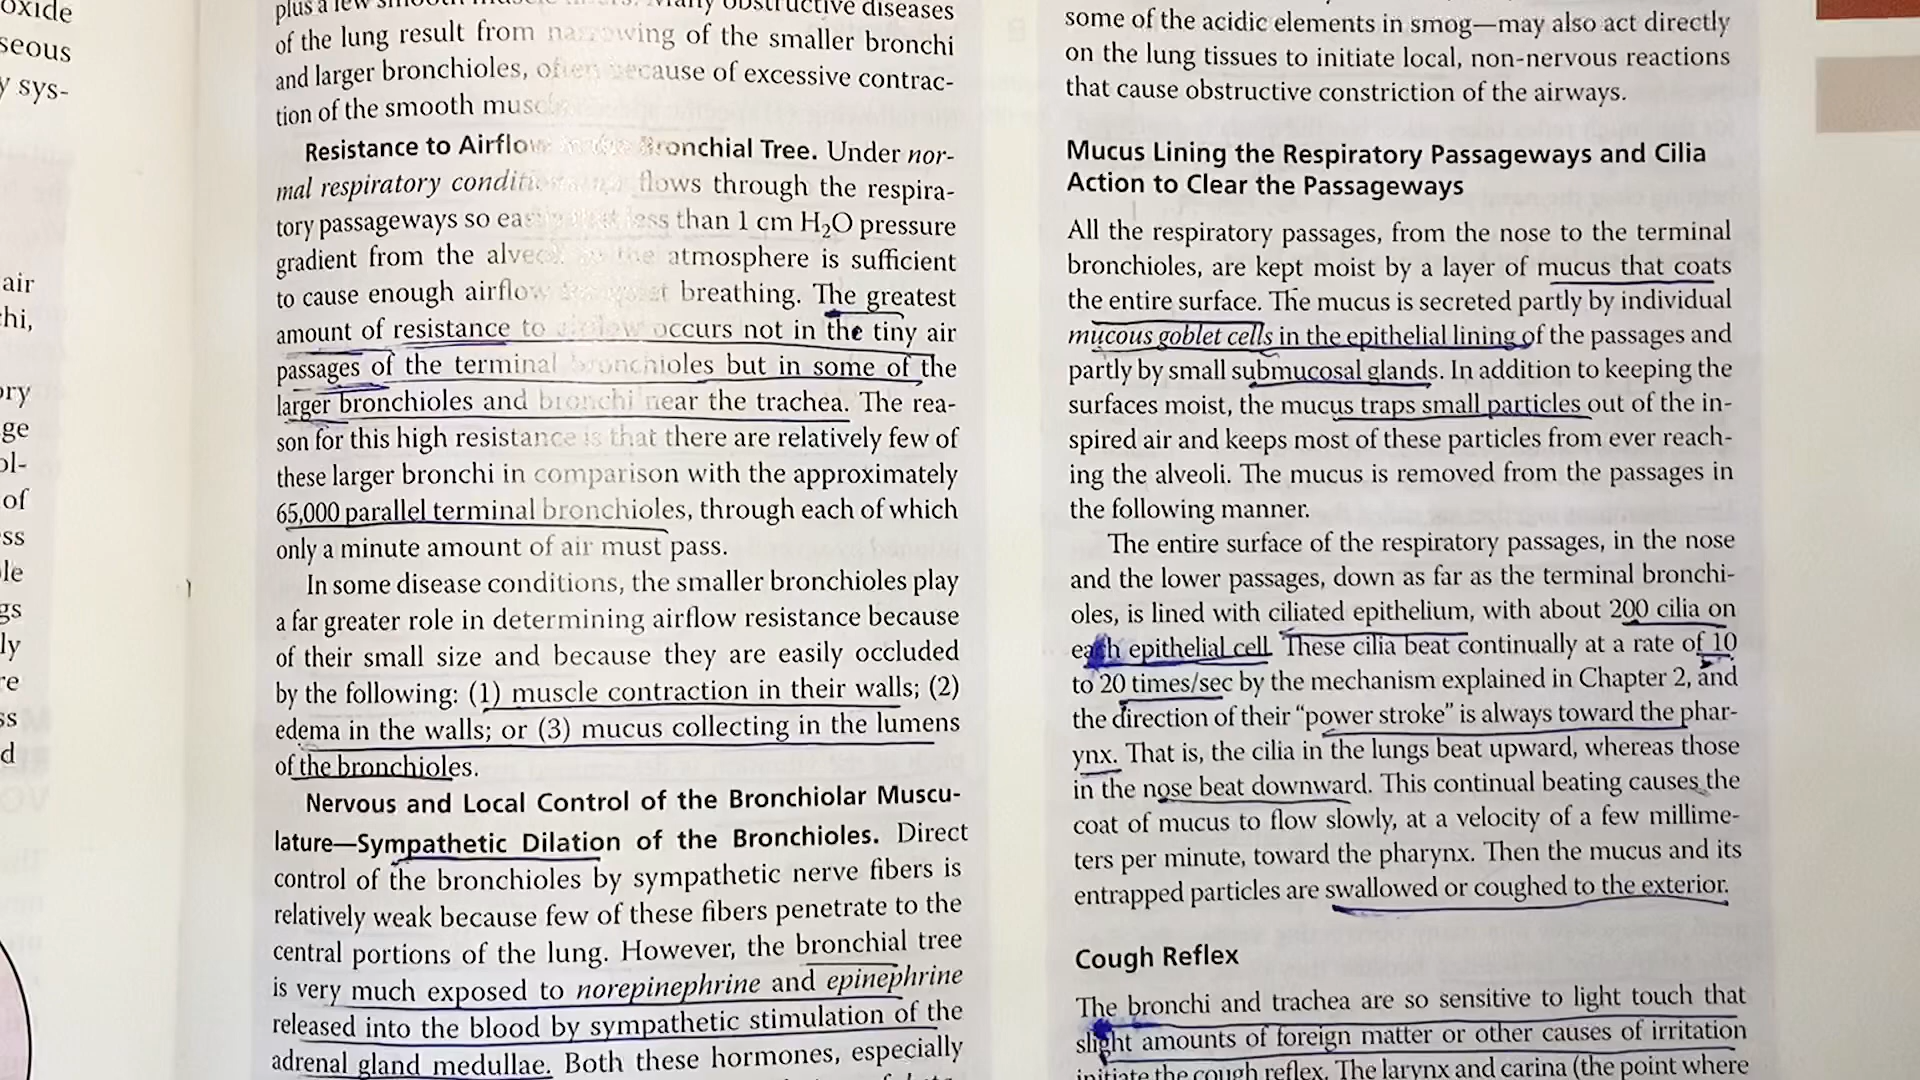 oxide
seous
y sys-
air
hi,
ory
ge
ol-
of
ss
le
gs
ly
re
ss
d
plus a few smooth muscle fibers. Many obstructive diseases
of the lung result from narrowing of the smaller bronchi
and larger bronchioles, often because of excessive contrac-
tion of the smooth muscle
Resistance to Airflow in the Bronchial Tree. Under nor-
mal respiratory conditions flows through the respira-
tory passageways so easily that less than 1 cm H₂O pressure
gradient from the alveoli to the atmosphere is sufficient
to cause enough airflow for quiet breathing. The greatest
amount of resistance to airflow occurs not in the tiny air
passages of the terminal bronchioles but in some of the
larger bronchioles and bronchi near the trachea. The rea-
son for this high resistance is that there are relatively few of
these larger bronchi in comparison with the approximately
65,000 parallel terminal bronchioles, through each of which
only a minute amount of air must pass.
In some disease conditions, the smaller bronchioles play
a far greater role in determining airflow resistance because
of their small size and because they are easily occluded
by the following: (1) muscle contraction in their walls; (2)
edema in the walls; or (3) mucus collecting in the lumens
of the bronchioles.
Nervous and Local Control of the Bronchiolar Muscu-
lature—Sympathetic Dilation of the Bronchioles. Direct
control of the bronchioles by sympathetic nerve fibers is
relatively weak because few of these fibers penetrate to the
central portions of the lung. However, the bronchial tree
is very much exposed to norepinephrine and epinephrine
released into the blood by sympathetic stimulation of the
adrenal gland medullae. Both these hormones, especially
some of the acidic elements in smog—may also act directly
on the lung tissues to initiate local, non-nervous reactions
that cause obstructive constriction of the airways.
Mucus Lining the Respiratory Passageways and Cilia
Action to Clear the Passageways
All the respiratory passages, from the nose to the terminal
bronchioles, are kept moist by a layer of mucus that coats
the entire surface. The mucus is secreted partly by individual
mucous goblet cells in the epithelial lining of the passages and
partly by small submucosal glands. In addition to keeping the
surfaces moist, the mucus traps small particles out of the in-
spired air and keeps most of these particles from ever reach-
ing the alveoli. The mucus is removed from the passages in
the following manner.
The entire surface of the respiratory passages, in the nose
and the lower passages, down as far as the terminal bronchi-
oles, is lined with ciliated epithelium, with about 200 cilia on
each epithelial cell. These cilia beat continually at a rate of 10
to 20 times/sec by the mechanism explained in Chapter 2, and
the direction of their “power stroke” is always toward the phar-
ynx. That is, the cilia in the lungs beat upward, whereas those
in the nose beat downward. This continual beating causes the
coat of mucus to flow slowly, at a velocity of a few millime-
ters per minute, toward the pharynx. Then the mucus and its
entrapped particles are swallowed or coughed to the exterior.
Cough Reflex
The bronchi and trachea are so sensitive to light touch that
slight amounts of foreign matter or other causes of irritation
initiate the cough reflex. The larynx and carina (the point where